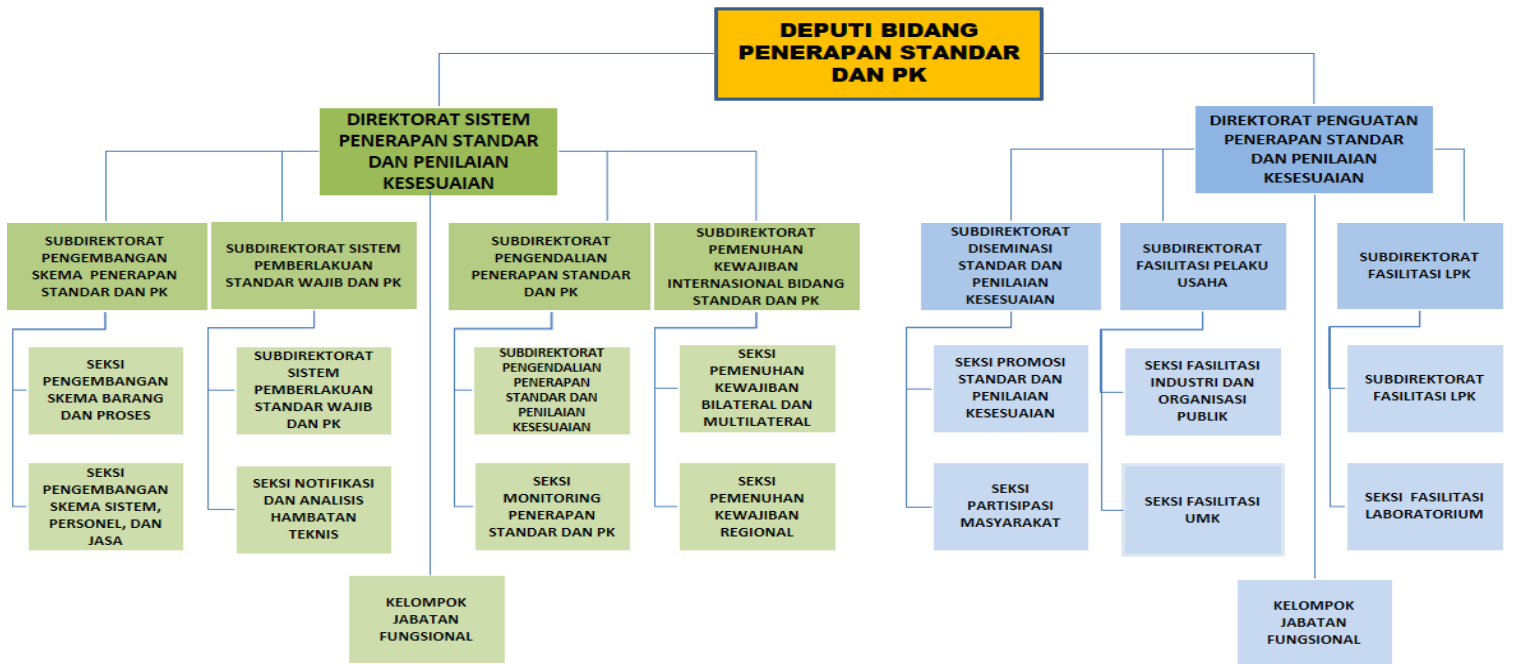 DEPUTI BIDANG
PENERAPAN STANDAR
DAN PK
DIREKTORAT SISTEM
PENERAPAN STANDAR
DAN PENILAIAN
KESESUAIAN
DIREKTORAT PENGUATAN
PENERAPAN STANDAR
DAN PENILAIAN
KESESUAIAN
SUBDIREKTORAT
PENGEMBANGAN
SKEMA PENERAPAN
STANDAR DAN PK
SUBDIREKTORAT SISTEM
PEMBERLAKUAN
STANDAR WAJIB DAN PK
SUBDIREKTORAT
PENGENDALIAN
PENERAPAN STANDAR
DAN PK
SUBDIREKTORAT
PEMENUHAN
KEWAJIBAN
INTERNASIONAL BIDANG
STANDAR DAN PK
SUBDIREKTORAT
DISEMINASI
STANDAR DAN
PENILAIAN
KESESUAIAN
SUBDIREKTORAT
FASILITASI PELAKU
USAHA
SUBDIREKTORAT
FASILITASI LPK
SEKSI
PENGEMBANGAN
SKEMA BARANG
DAN PROSES
SUBDIREKTORAT
SISTEM
PEMBERLAKUAN
STANDAR WAJIB
DAN PK
SUBDIREKTORAT
PENGENDALIAN
PENERAPAN
STANDAR DAN
PENILAIAN
KESESUAIAN
SEKSI
PEMENUHAN
KEWAJIBAN
BILATERAL DAN
MULTILATERAL
SEKSI PROMOSI
STANDAR DAN
PENILAIAN
KESESUAIAN
SEKSI FASILITASI
INDUSTRI DAN
ORGANISASI
PUBLIK
SUBDIREKTORAT
FASILITASI LPK
SEKSI
PENGEMBANGAN
SKEMA SISTEM,
PERSONEL, DAN
JASA
SEKSI NOTIFIKASI
DAN ANALISIS
HAMBATAN
TEKNIS
SEKSI
MONITORING
PENERAPAN
STANDAR DAN PK
SEKSI
PEMENUHAN
KEWAJIBAN
REGIONAL
SEKSI
PARTISIPASI
MASYARAKAT
SEKSI FASILITASI
UMK
SEKSI FASILITASI
LABORATORIUM
KELOMPOK
JABATAN
FUNGSIONAL
KELOMPOK
JABATAN
FUNGSIONAL